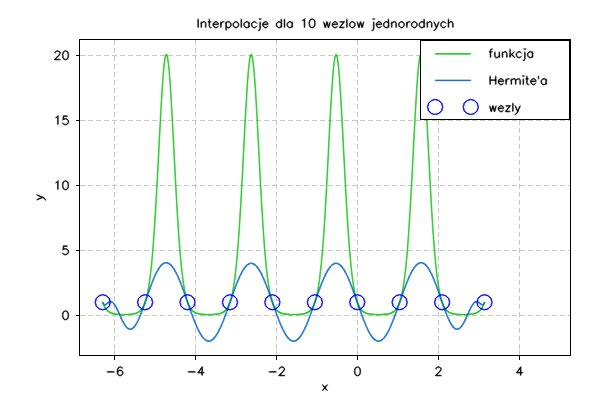 Interpolacje dla 10 wezlow jednorodnych
funkcja
Hermite'a
wezly
y
20
15
10
5
0
−6 −4 −2 0 2 4
x